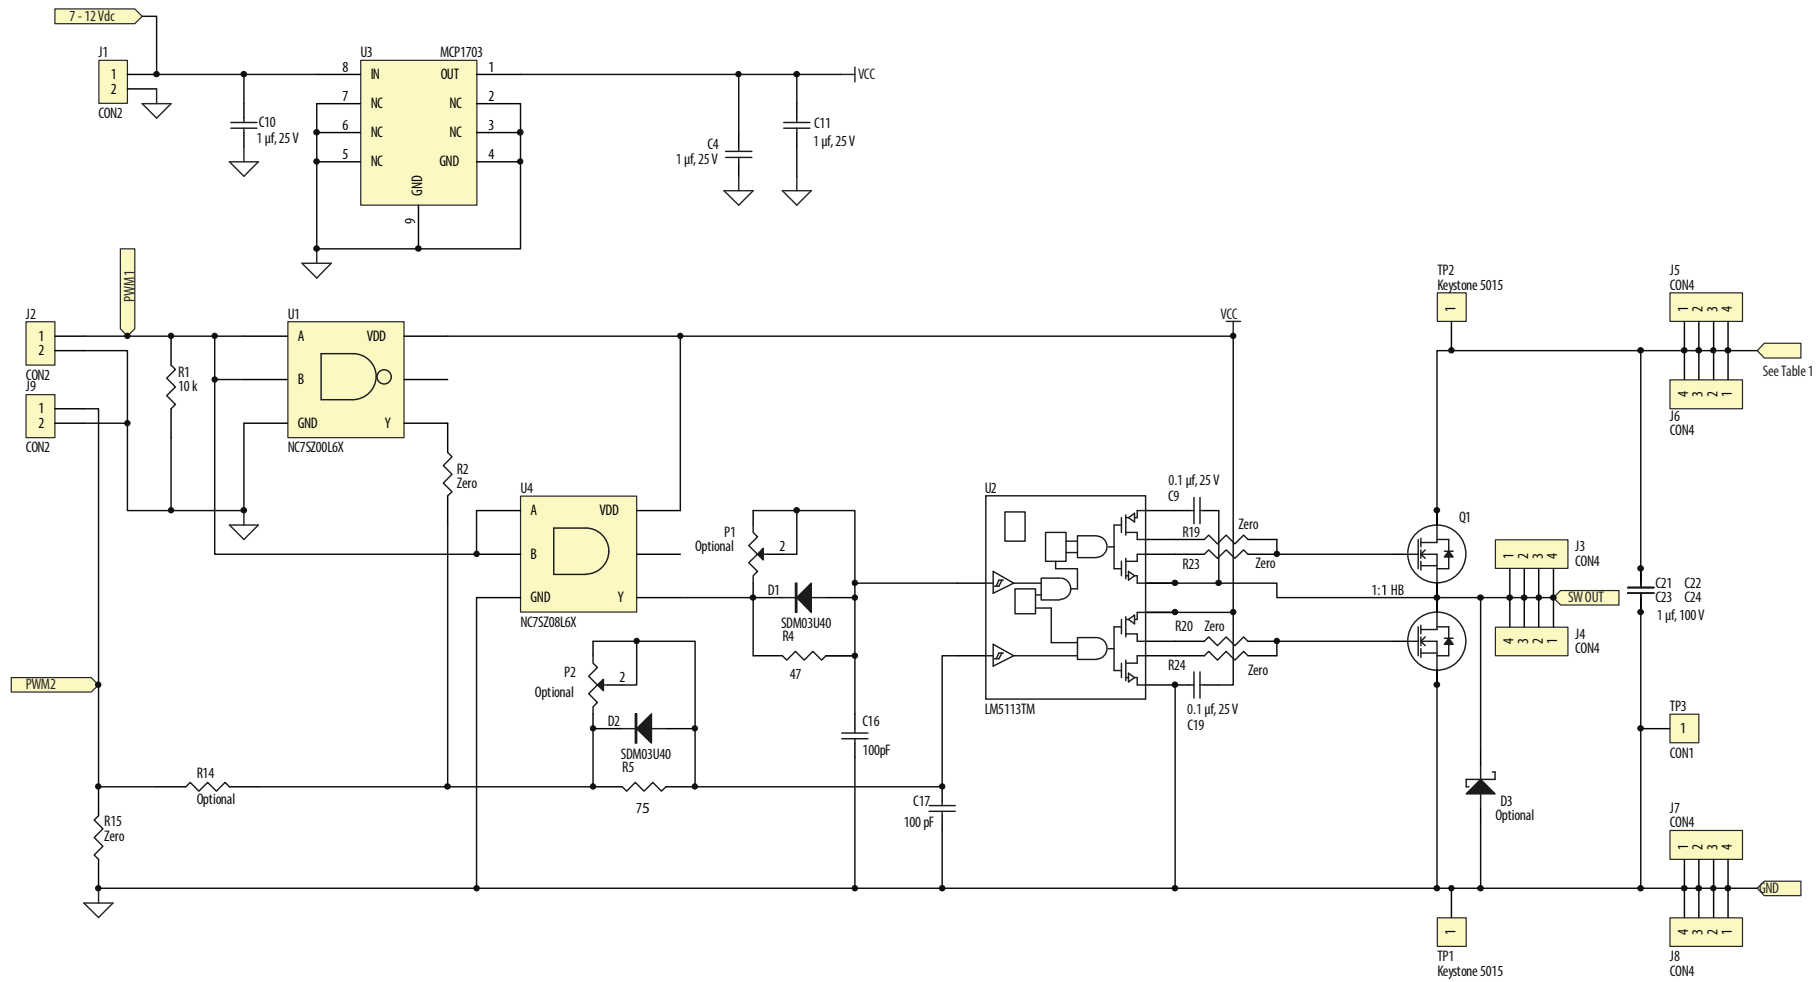 7 - 12 Vdc
J1
1
2
CON2
C10
1 µf, 25 V
U3
MCP1703
8
IN
OUT
1
7
NC
NC
2
6
NC
NC
3
5
NC
GND
4
GND
9
C4
1 µf, 25 V
C11
1 µf, 25 V
VCC
PWM1
J2
1
2
CON2
J9
1
2
CON2
R1
10 k
U1
A
VDD
B
GND
Y
NC7SZ00L6X
R2
Zero
U4
A
VDD
B
GND
Y
NC7SZ08L6X
P1
Optional
2
D1
SDM03U40
R4
47
P2
Optional
2
D2
SDM03U40
R5
75
C16
100pF
C17
100 pF
PWM2
R14
Optional
R15
Zero
VCC
U2
LM5113TM
0.1 µf, 25 V
C9
R19
Zero
R23
Zero
R20
Zero
R24
Zero
0.1 µf, 25 V
C19
1:1 HB
Q1
TP2
Keystone 5015
1
J5
CON4
1 2 3 4
See Table 1
4 3 2 1
J6
CON4
J3
CON4
1 2 3 4
SW OUT
4 3 2 1
J4
CON4
C21 C22
C23 C24
1 µf, 100 V
TP3
1
CON1
D3
Optional
J7
CON4
1 2 3 4
GND
4 3 2 1
J8
CON4
1
TP1
Keystone 5015